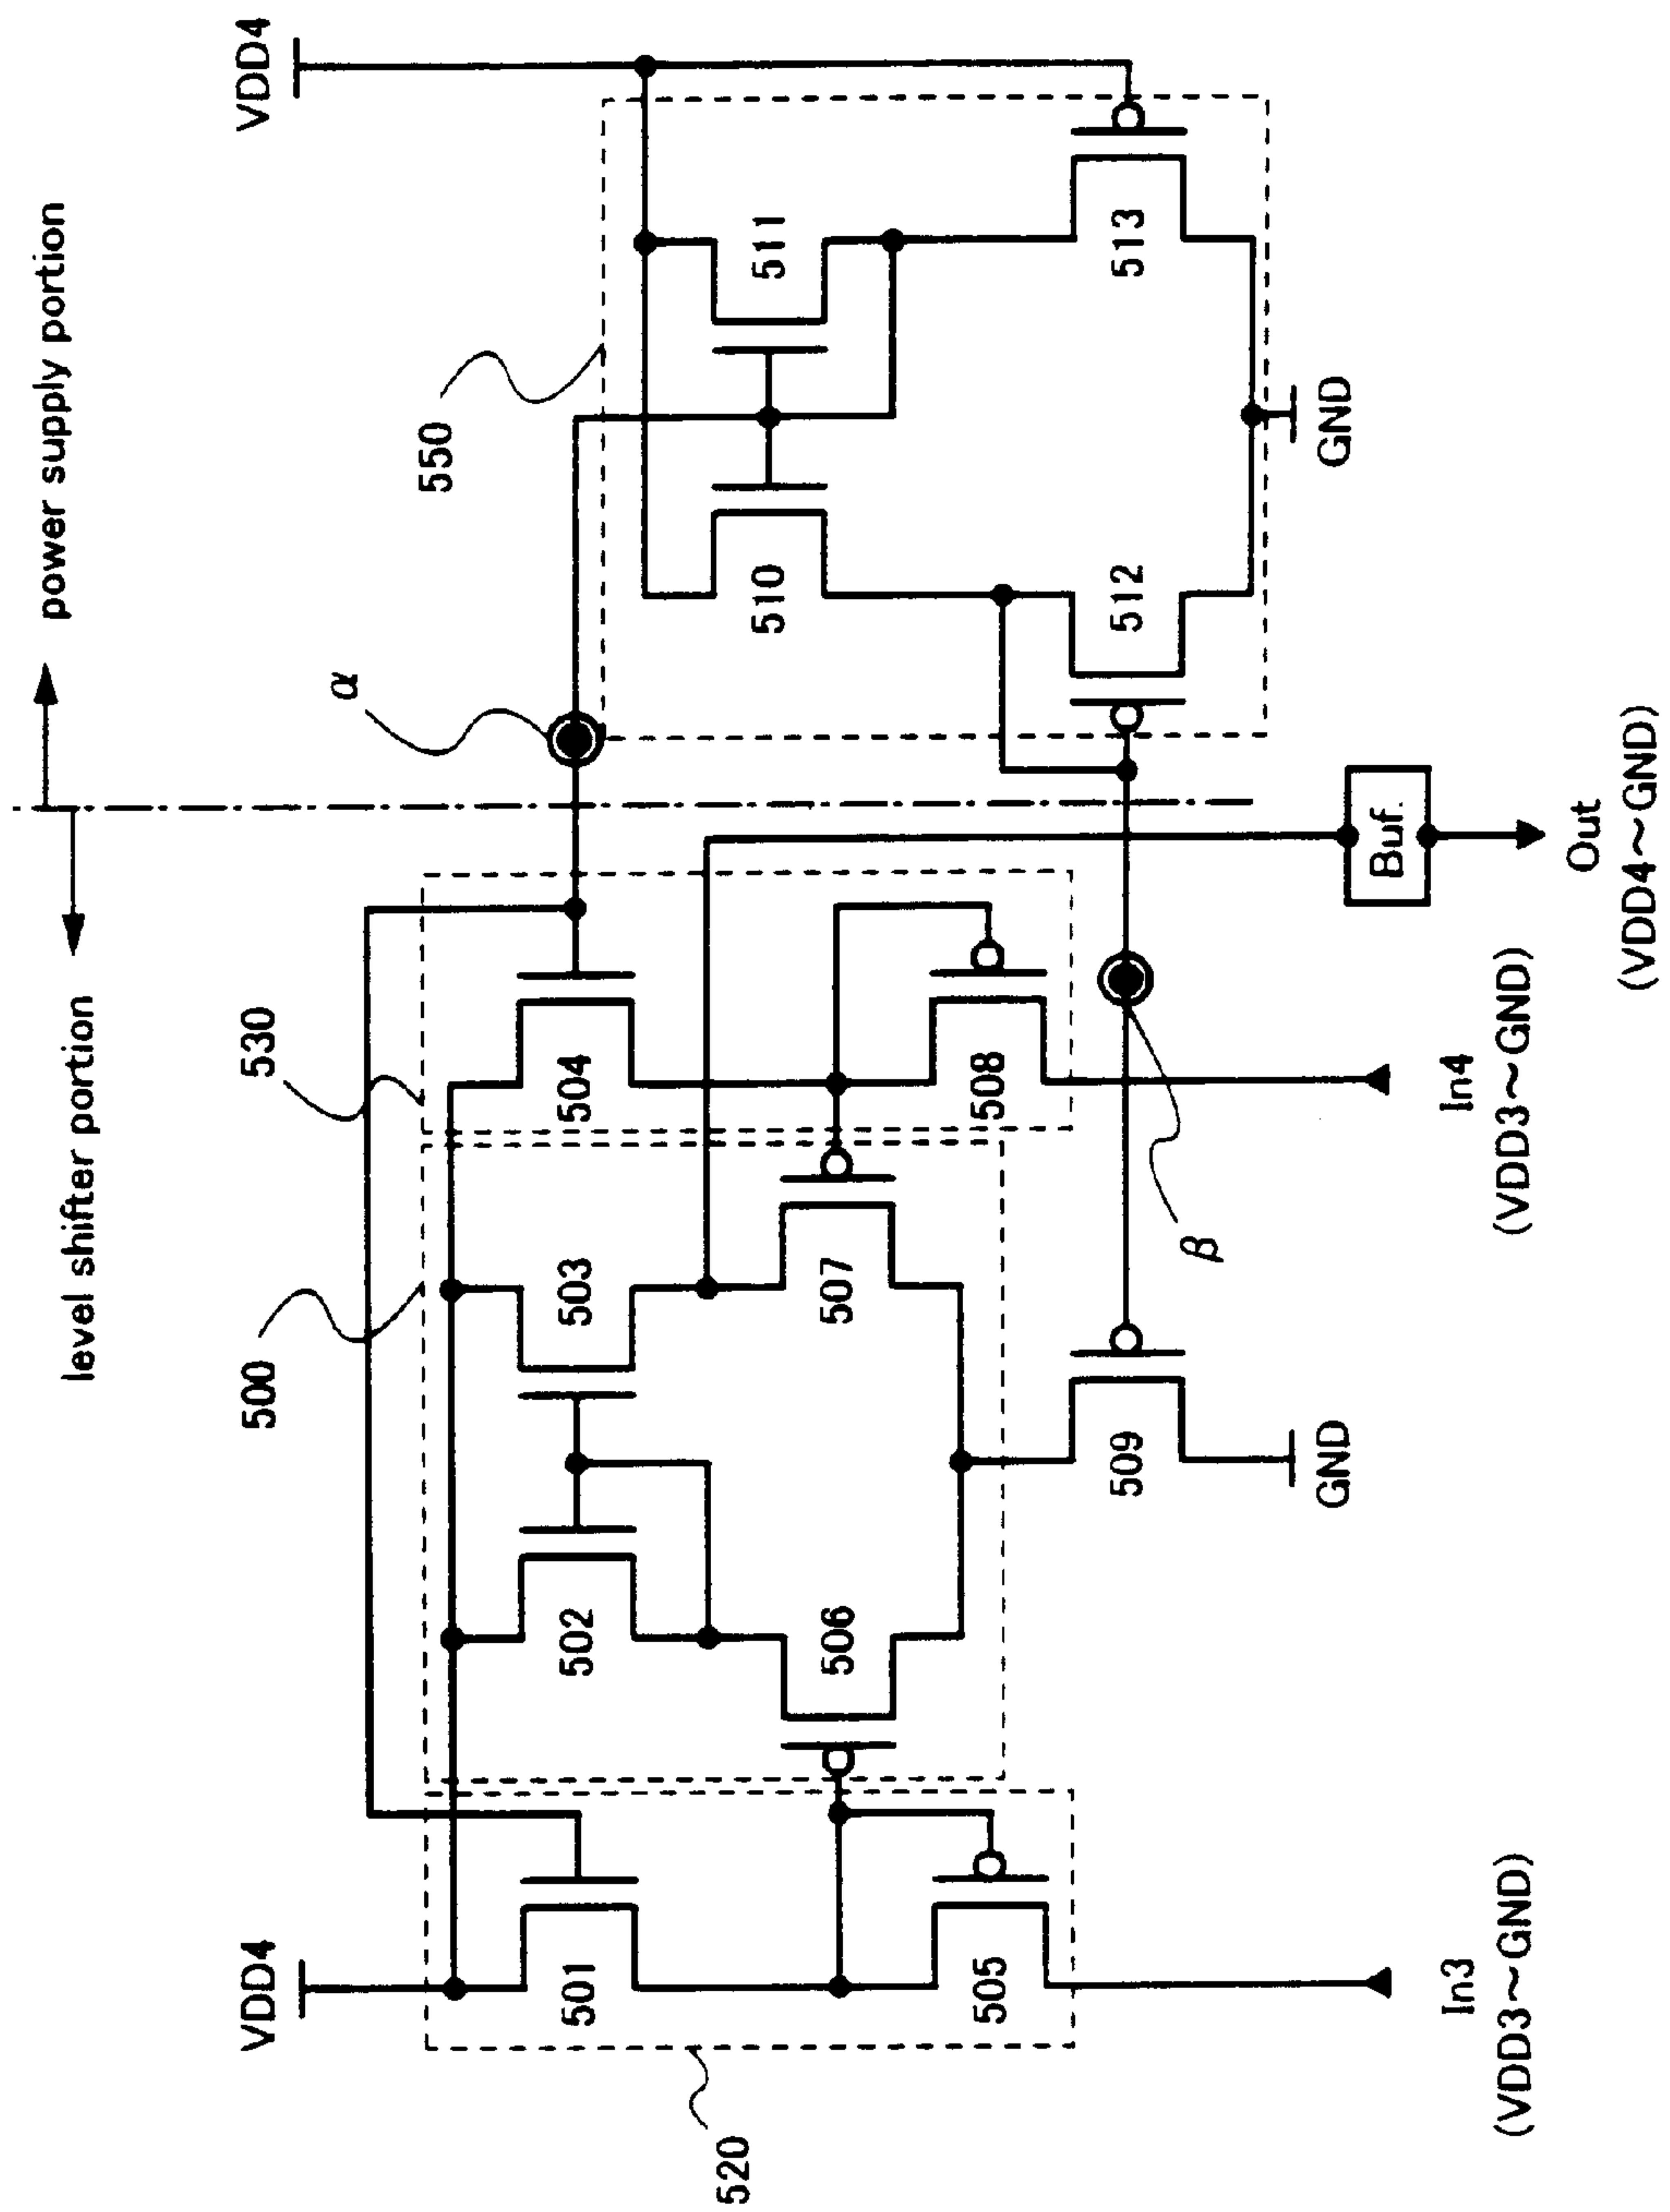 level shifter portion
power supply portion
VDD4
500
530
α
550
VDD4
501
502
503
504
510
511
505
506
507
508
512
513
520
509
β
GND
GND
Buf.
In3
(VDD3~GND)
In4
(VDD3~GND)
Out
(VDD4~GND)